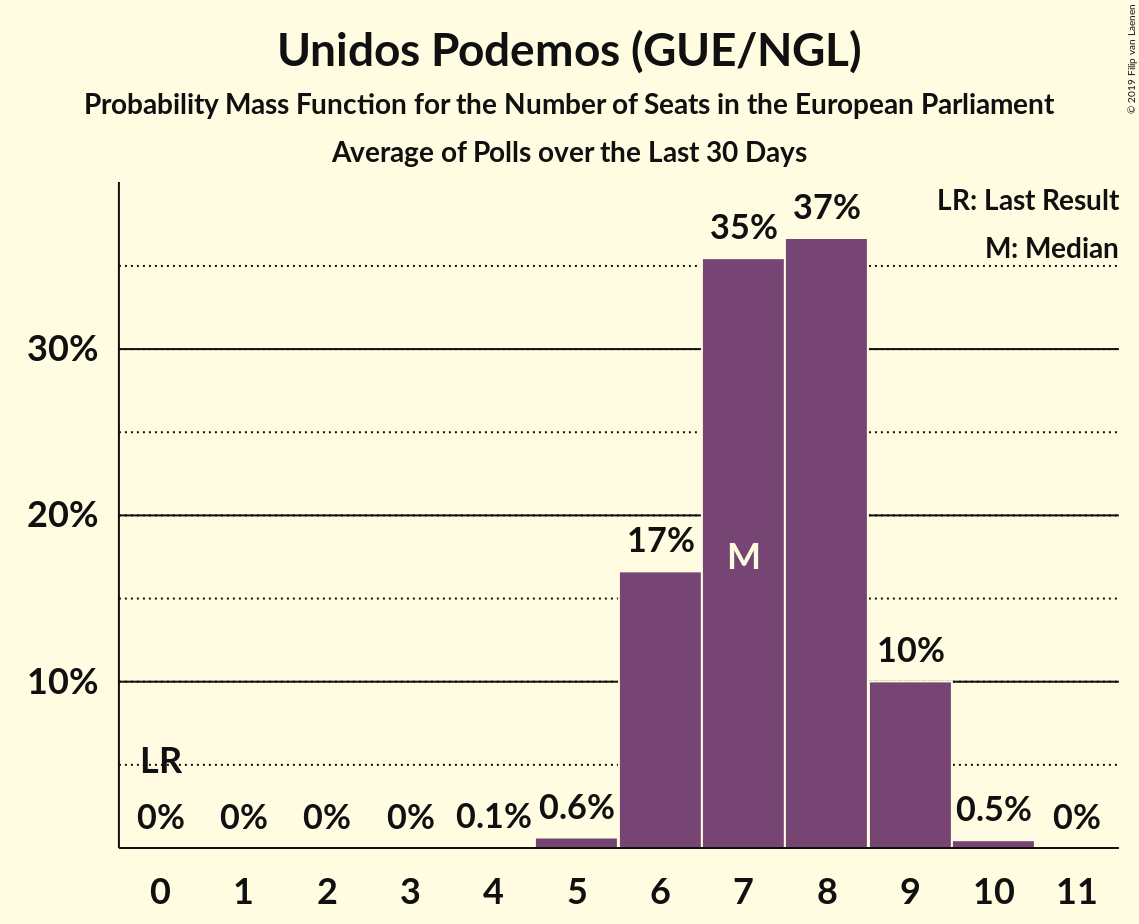 Unidos Podemos (GUE/NGL)
Probability Mass Function for the Number of Seats in the European Parliament
Average of Polls over the Last 30 Days
© 2019 Filip van Laenen
LR: Last Result
M: Median
37%
35%
30%
20%
17%
M
10%
10%
LR
0% 0% 0% 0% 0.1% 0.6% 0.5% 0%
0 1 2 3 4 5 6 7 8 9 10 11